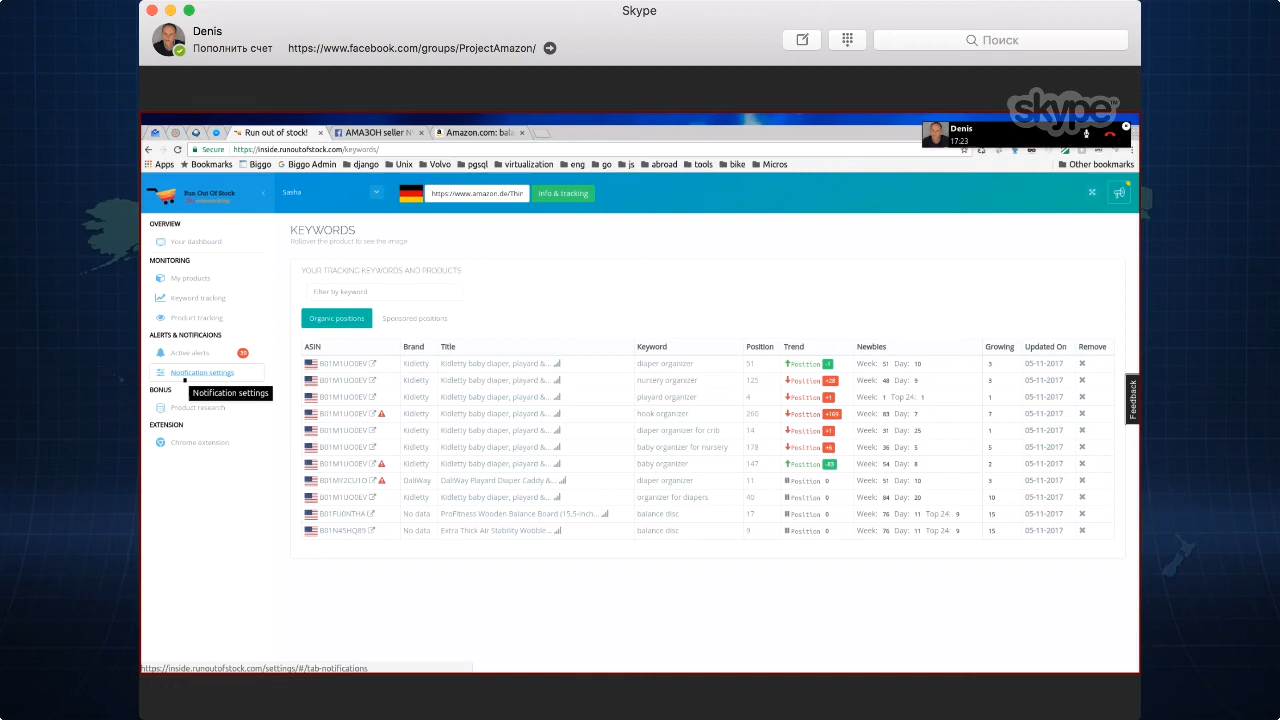 Skype
Denis
Пополнить счет https://www.facebook.com/groups/ProjectAmazon/
Поиск
skype™
Run out of stock! × АМАЗОН seller × Amazon.com: bala ×
Denis
17:23
Secure https://inside.runoutofstock.com/keywords/
Apps Bookmarks Biggo Biggo Admin django Unix Volvo pgsql virtualization eng go js abroad tools bike Micros Other bookmarks
Run Out Of Stock
Sasha
https://www.amazon.de/Thin
Info & tracking
OVERVIEW
Your dashboard
MONITORING
My products
Keyword tracking
Product tracking
ALERTS & NOTIFICAIONS
Active alerts 39
Notification settings
Notification settings
BONUS
Product research
EXTENSION
Chrome extension
KEYWORDS
Rollover the product to see the image
YOUR TRACKING KEYWORDS AND PRODUCTS
Filter by keyword
Organic positions Sponsored positions
ASIN Brand Title Keyword Position Trend Newbies Growing Updated On Remove
B01M1UO0EV Kidletty Kidletty baby diaper, playard &... diaper organizer 51 Position -1 Week: 51 Day: 10 3 05-11-2017
B01M1UO0EV Kidletty Kidletty baby diaper, playard &... nursery organizer 125 Position +28 Week: 48 Day: 9 3 05-11-2017
B01M1UO0EV Kidletty Kidletty baby diaper, playard &... playard organizer 4 Position +1 Week: 1 Top 24: 1 1 05-11-2017
B01M1UO0EV Kidletty Kidletty baby diaper, playard &... hook organizer 200 Position +169 Week: 83 Day: 7 7 05-11-2017
B01M1UO0EV Kidletty Kidletty baby diaper, playard &... diaper organizer for crib 14 Position +1 Week: 31 Day: 25 1 05-11-2017
B01M1UO0EV Kidletty Kidletty baby diaper, playard &... baby organizer for nursery 178 Position +6 Week: 36 Day: 5 5 05-11-2017
B01M1UO0EV Kidletty Kidletty baby diaper, playard &... baby organizer 147 Position -83 Week: 54 Day: 8 2 05-11-2017
B01MY2CU1O DaliWay DaliWay Playard Diaper Caddy &... diaper organizer 11 Position 0 Week: 51 Day: 10 3 05-11-2017
B01M1UO0EV Kidletty Kidletty baby diaper, playard &... organizer for diapers 40 Position 0 Week: 84 Day: 20 10 05-11-2017
B01FU0NTHA No data ProFitness Wooden Balance Board (15.5-inch... balance disc 17 Position 0 Week: 76 Day: 11 Top 24: 9 15 05-11-2017
B01N45HQ89 No data Extra Thick Air Stability Wobble... balance disc 9 Position 0 Week: 76 Day: 11 Top 24: 9 15 05-11-2017
Feedback
https://inside.runoutofstock.com/settings/#/tab-notifications